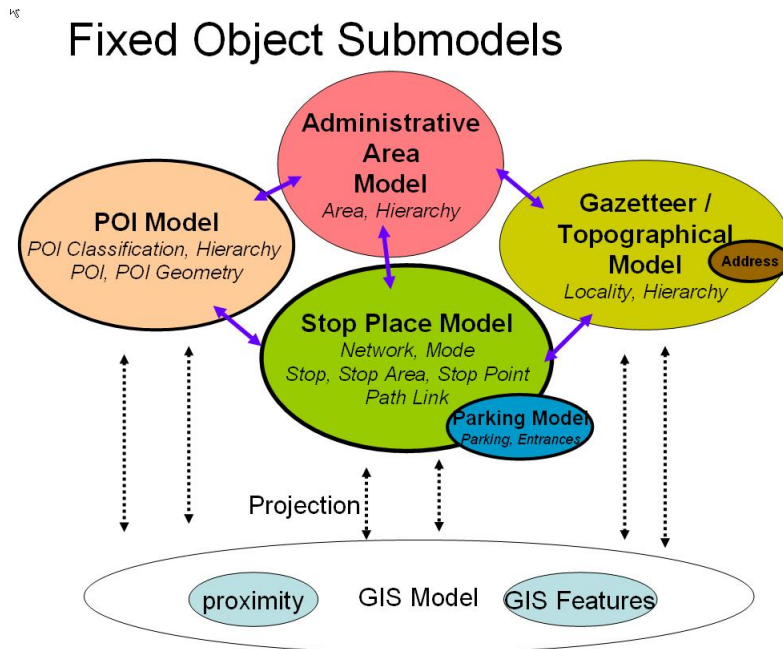 Fixed Object Submodels
Administrative
Area
Model
Area, Hierarchy
POI Model
POI Classification, Hierarchy
POI, POI Geometry
Gazetteer /
Topographical
Model
Locality, Hierarchy
Address
Stop Place Model
Network, Mode
Stop, Stop Area, Stop Point
Path Link
Parking Model
Parking, Entrances
Projection
proximity
GIS Model
GIS Features